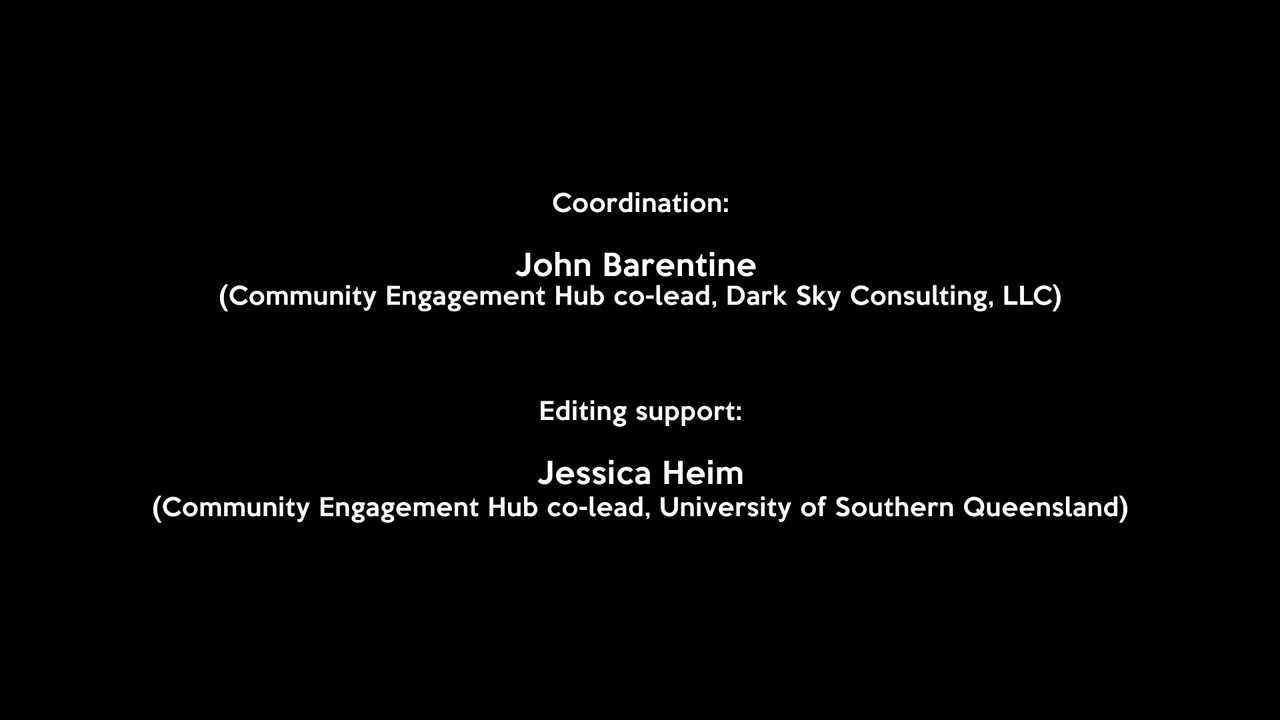 Coordination:
John Barentine
(Community Engagement Hub co-lead, Dark Sky Consulting, LLC)
Editing support:
Jessica Heim
(Community Engagement Hub co-lead, University of Southern Queensland)